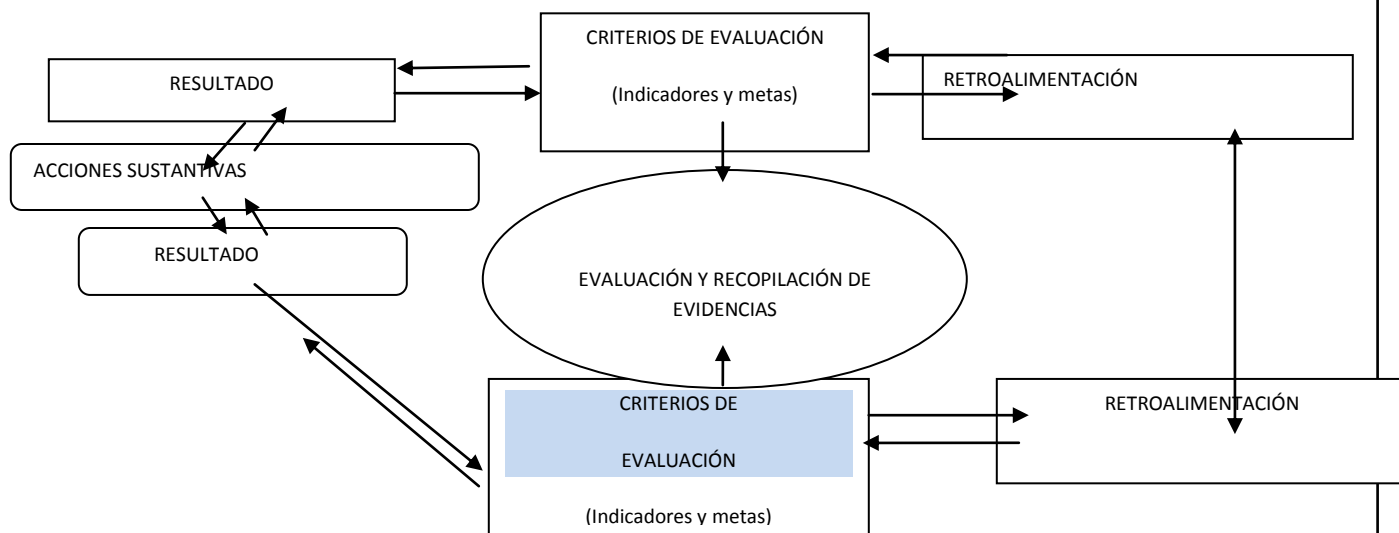 CRITERIOS DE EVALUACIÓN
(Indicadores y metas)
RESULTADO
RETROALIMENTACIÓN
ACCIONES SUSTANTIVAS
RESULTADO
EVALUACIÓN Y RECOPILACIÓN DE
EVIDENCIAS
CRITERIOS DE
EVALUACIÓN
(Indicadores y metas)
RETROALIMENTACIÓN